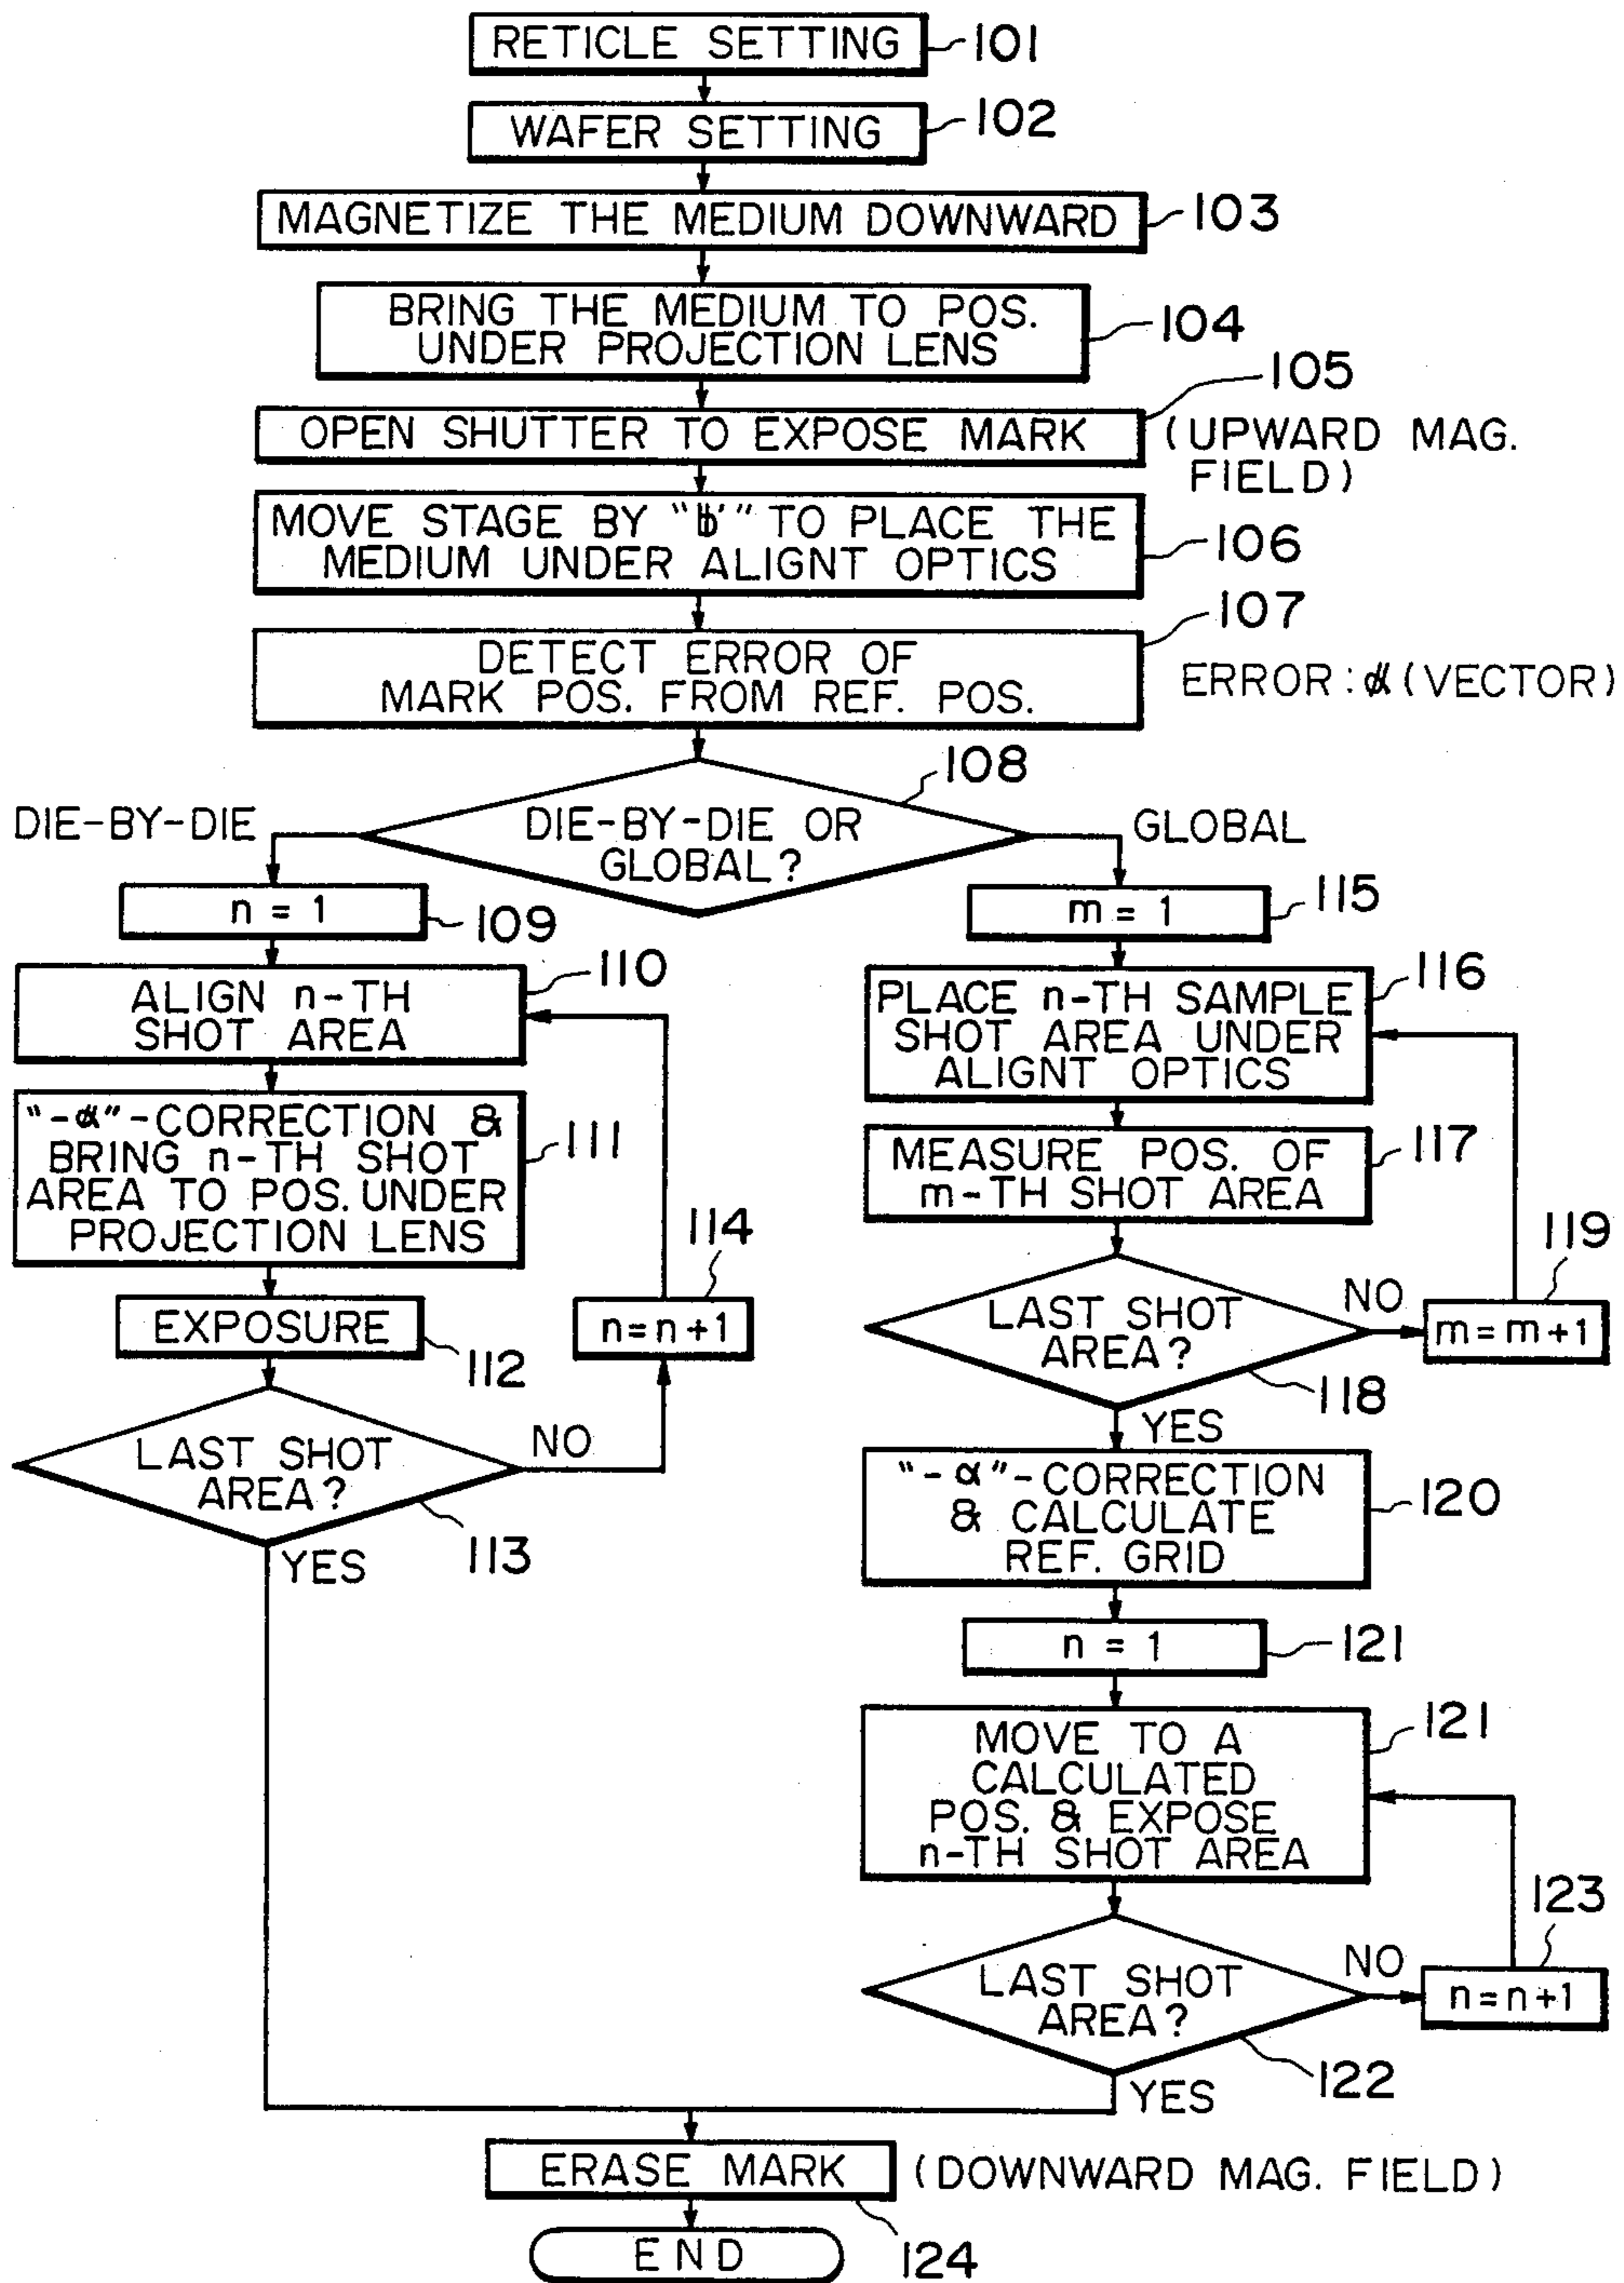 RETICLE SETTING
101
WAFER SETTING
102
MAGNETIZE THE MEDIUM DOWNWARD
103
BRING THE MEDIUM TO POS.
UNDER PROJECTION LENS
104
105
OPEN SHUTTER TO EXPOSE MARK
(UPWARD MAG.
FIELD)
MOVE STAGE BY "b'" TO PLACE THE
MEDIUM UNDER ALIGNT OPTICS
106
107
DETECT ERROR OF
MARK POS. FROM REF. POS.
ERROR: α (VECTOR)
108
DIE-BY-DIE
DIE-BY-DIE OR
GLOBAL?
GLOBAL
n = 1
109
110
ALIGN n-TH
SHOT AREA
"-α"-CORRECTION &
BRING n-TH SHOT
AREA TO POS. UNDER
PROJECTION LENS
111
114
EXPOSURE
112
n=n+1
LAST SHOT
AREA?
NO
113
YES
m = 1
115
PLACE n-TH SAMPLE
SHOT AREA UNDER
ALIGNT OPTICS
116
MEASURE POS. OF
m-TH SHOT AREA
117
119
LAST SHOT
AREA?
NO
m=m+1
118
YES
"-α"-CORRECTION
& CALCULATE
REF. GRID
120
n = 1
121
MOVE TO A
CALCULATED
POS. & EXPOSE
n-TH SHOT AREA
121
123
LAST SHOT
AREA?
NO
n=n+1
122
YES
ERASE MARK
(DOWNWARD MAG. FIELD)
124
END